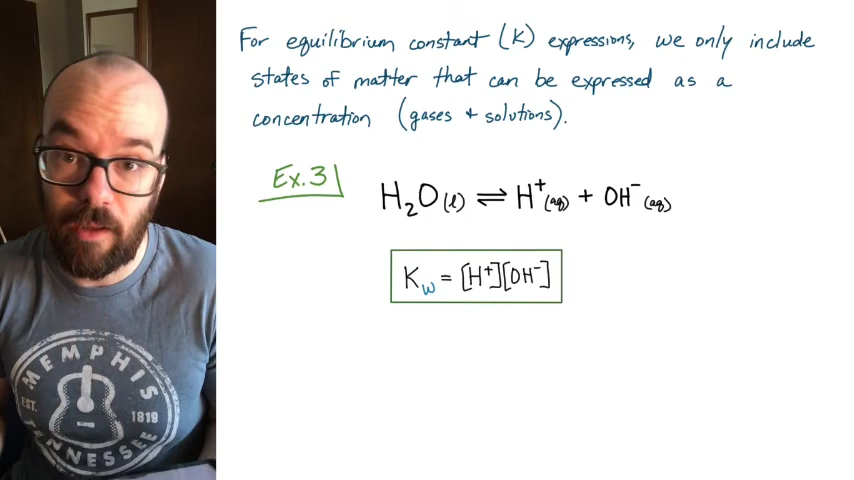 For equilibrium constant (K) expressions, we only include
states of matter that can be expressed as a
concentration (gases + solutions).
Ex. 3
H₂O(l) ⇌ H⁺(aq) + OH⁻(aq)
K_w = [H⁺][OH⁻]
MEMPHIS
EST. 1819
TENNESSEE